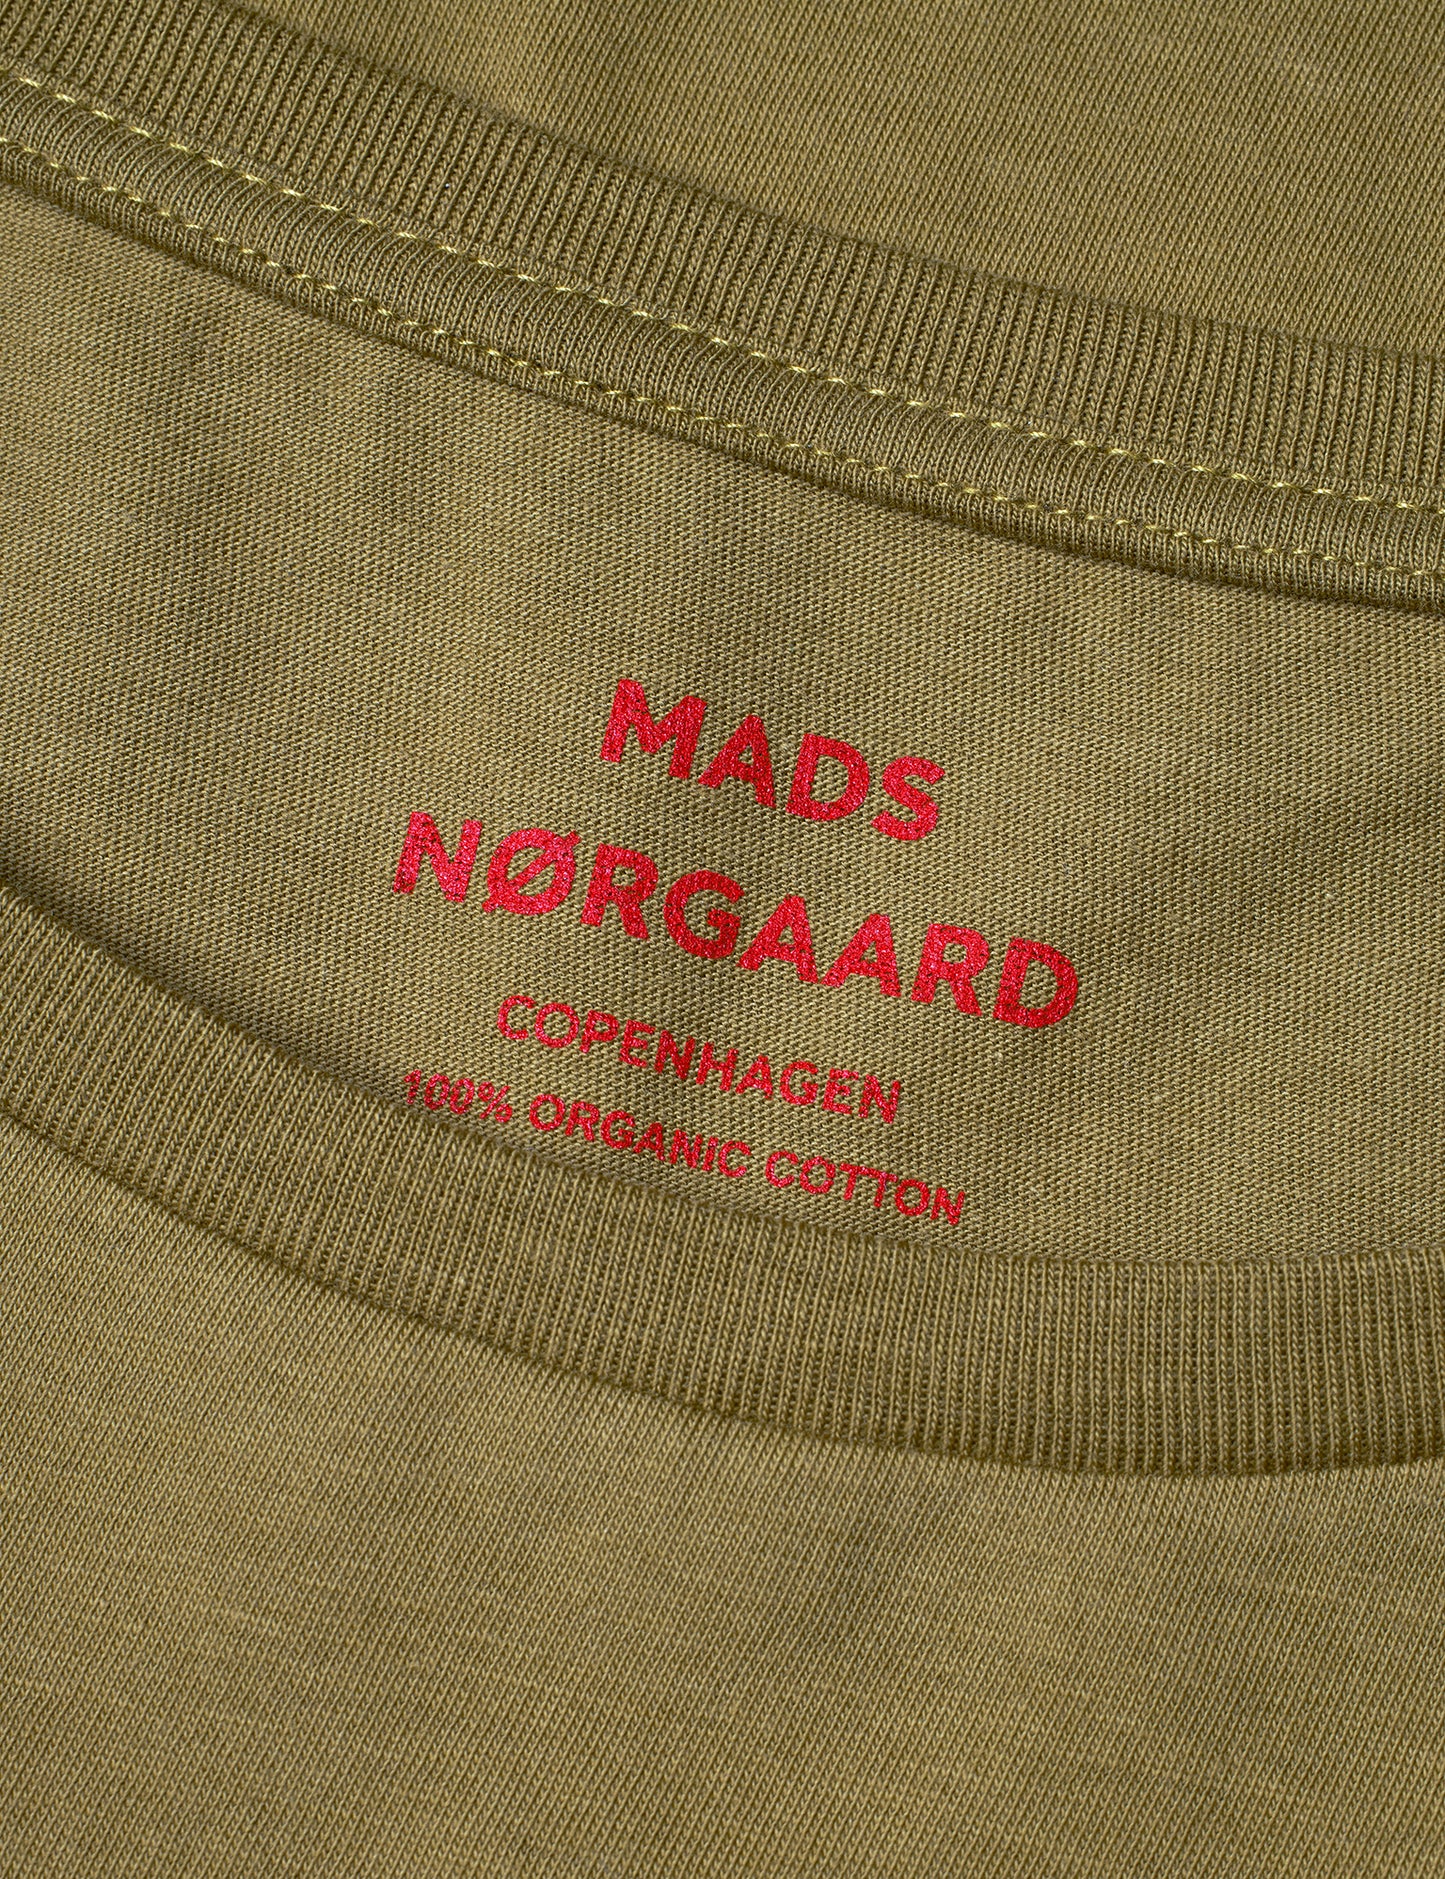 MADS
NØRGAARD
COPENHAGEN
100% ORGANIC COTTON